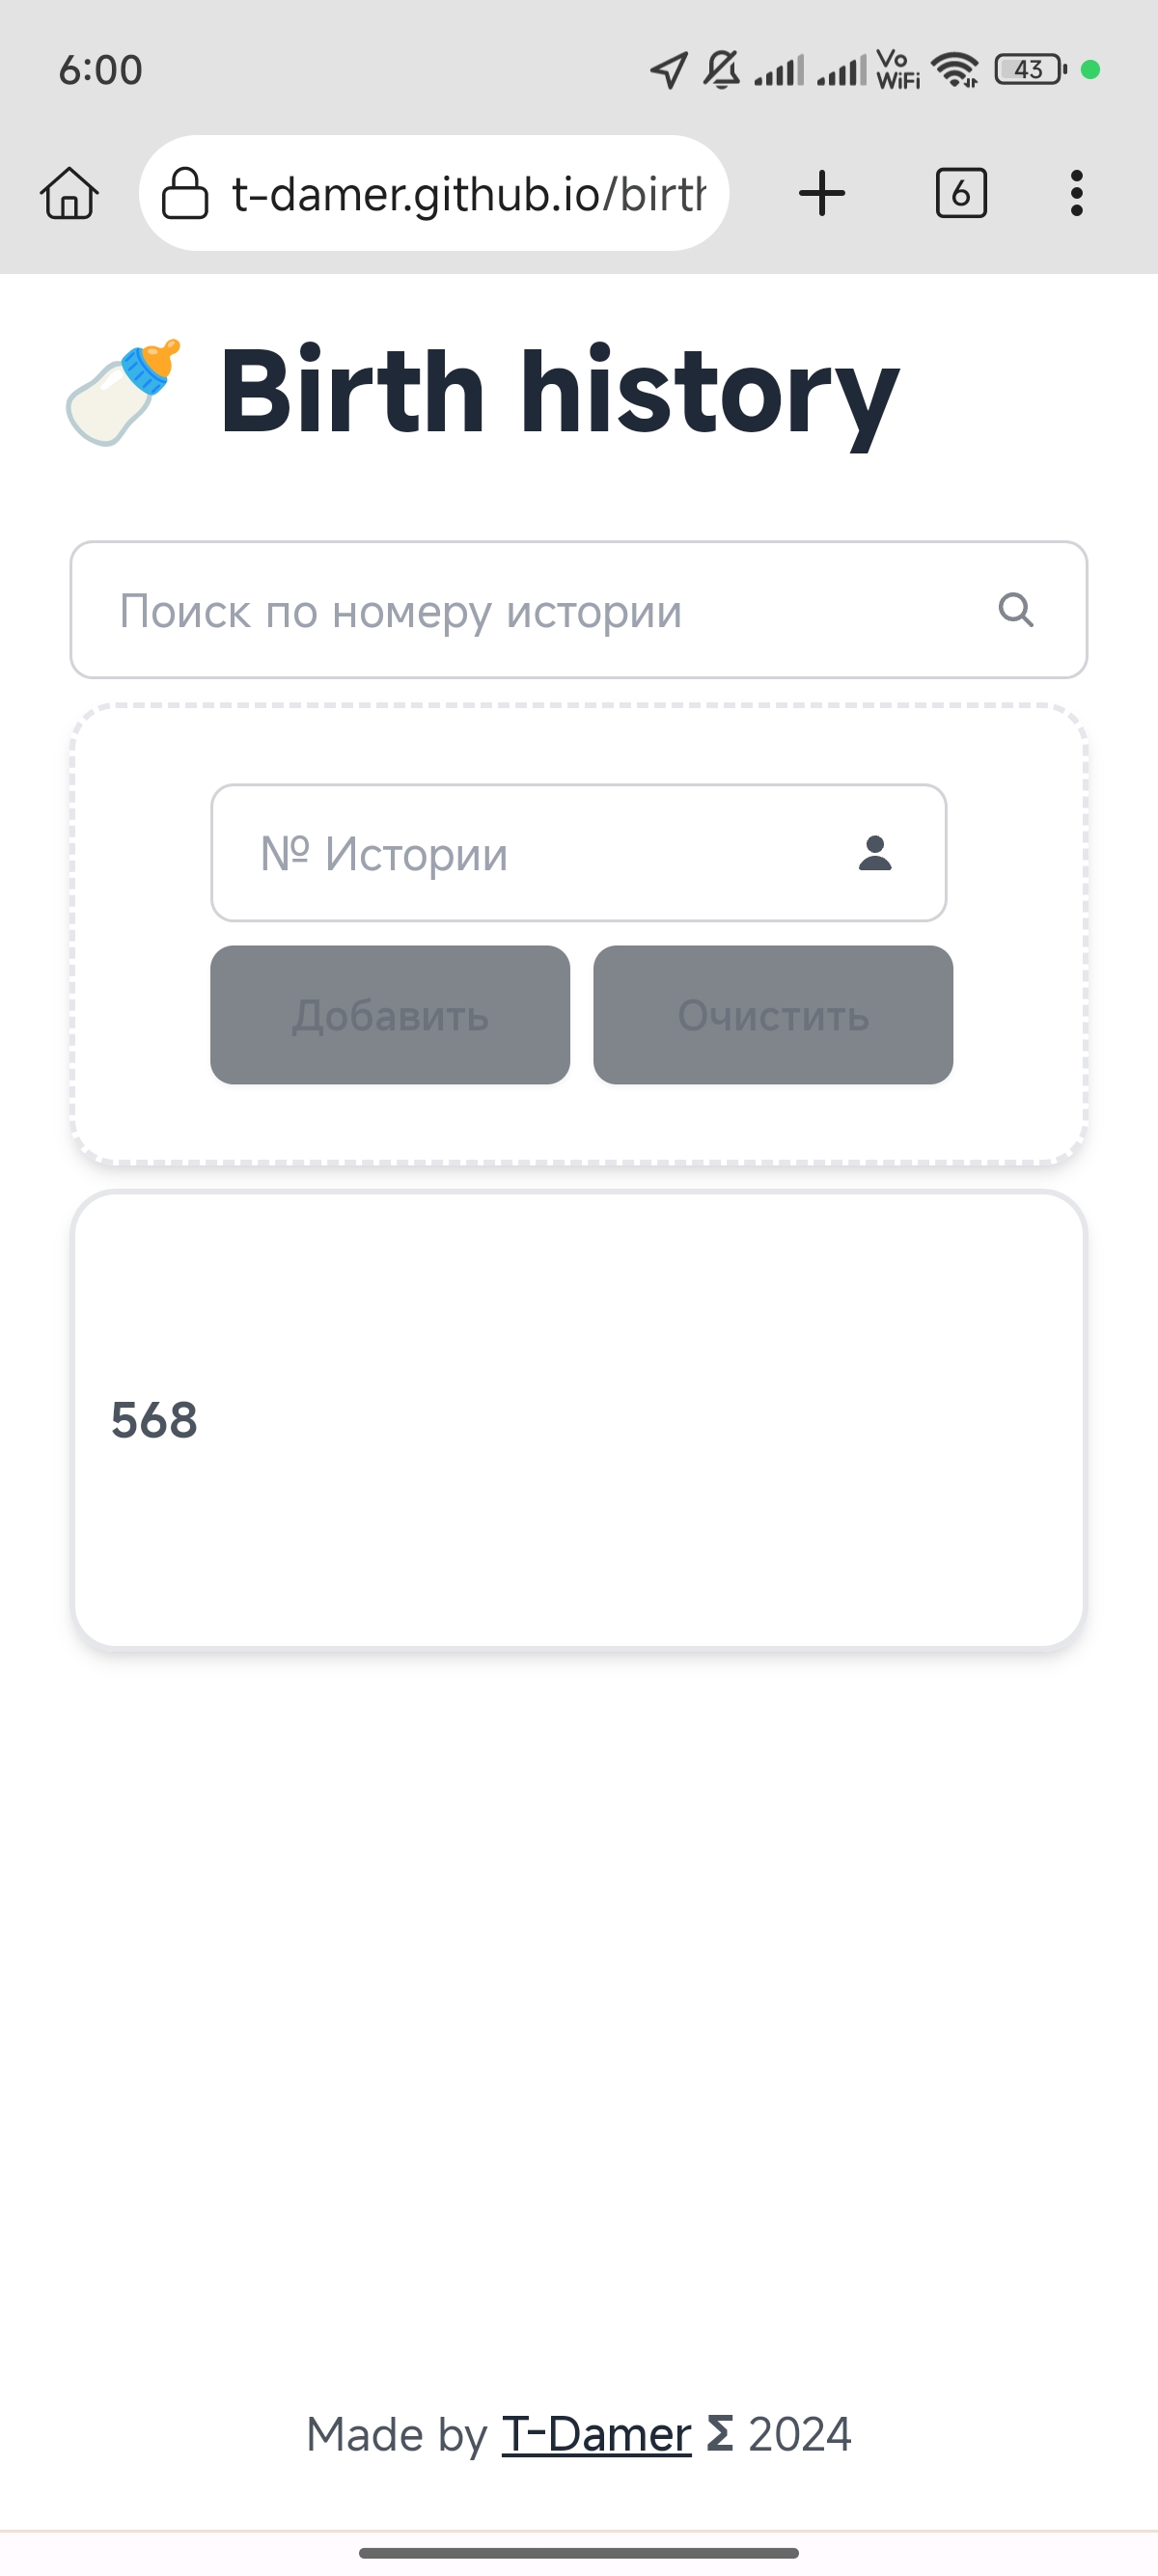 6:00
Vo
WiFi
43
t-damer.github.io/birth
6
Birth history
Поиск по номеру истории
№ Истории
Добавить
Очистить
568
Made by T-Damer Σ 2024